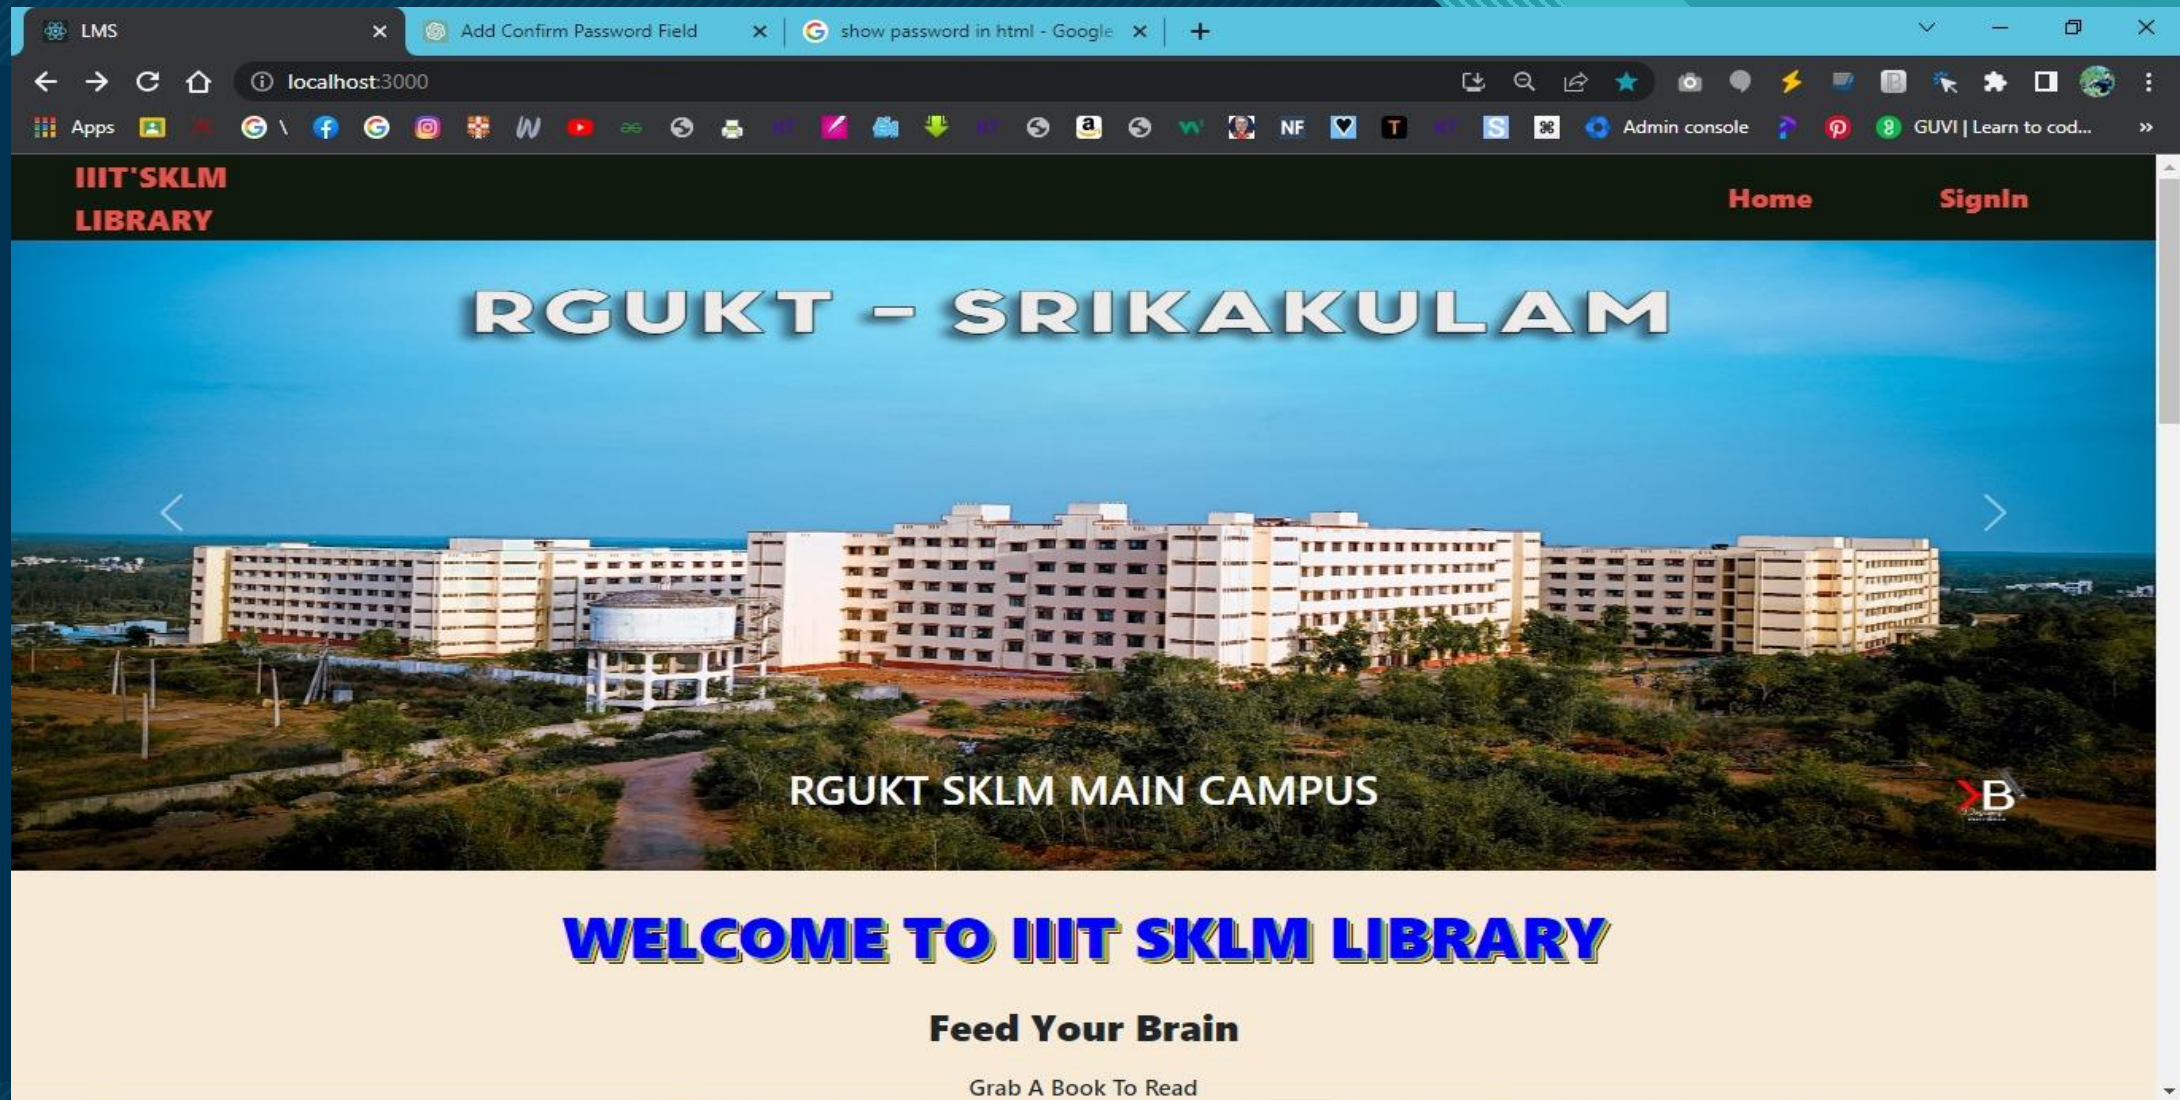 LMS
Add Confirm Password Field
show password in html - Google
localhost:3000
Apps
G \
NF
Admin console
GUVI | Learn to cod...
IIIT'SKLM
LIBRARY
Home
SignIn
RGUKT - SRIKAKULAM
RGUKT SKLM MAIN CAMPUS
B
WELCOME TO IIIT SKLM LIBRARY
Feed Your Brain
Grab A Book To Read